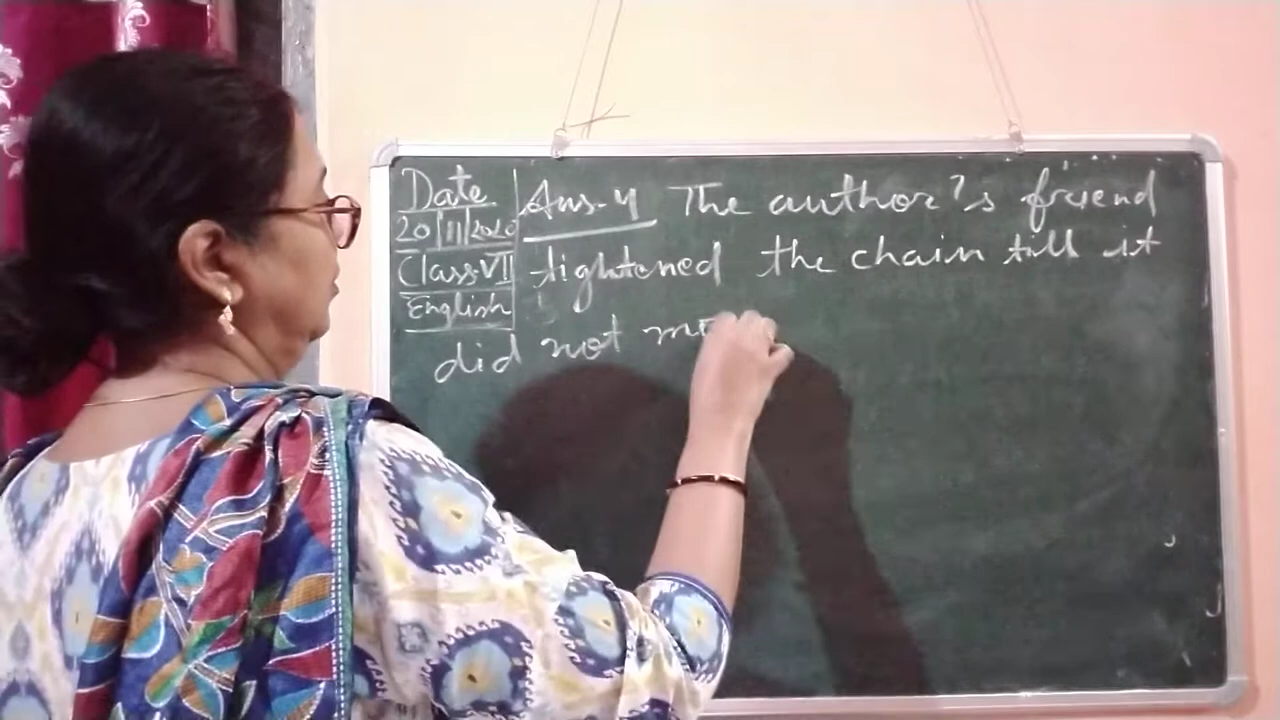 Date
20/11/2020
Class-VII
English
Ans-4 The author's friend
tightened the chain till it
did not